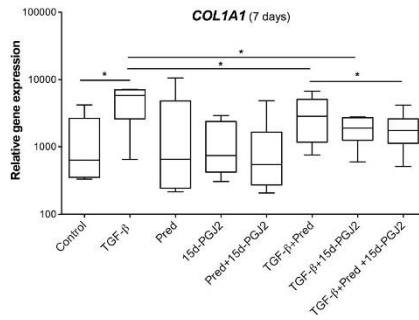 COL1A1 (7 days)
Relative gene expression
100000
10000
1000
100
*
*
*
*
Control
TGF-β
Pred
15d-PGJ2
Pred+15d-PGJ2
TGF-β+Pred
TGF-β+15d-PGJ2
TGF-β+Pred +15d-PGJ2